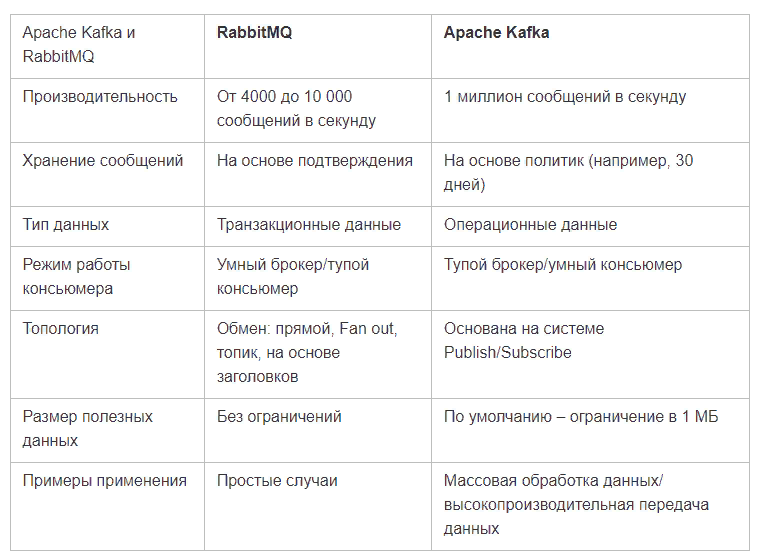 Apache Kafka и
RabbitMQ
RabbitMQ
Apache Kafka
Производительность
От 4000 до 10 000
сообщений в секунду
1 миллион сообщений в секунду
Хранение сообщений
На основе подтверждения
На основе политик (например, 30
дней)
Тип данных
Транзакционные данные
Операционные данные
Режим работы
консьюмера
Умный брокер/тупой
консьюмер
Тупой брокер/умный консьюмер
Топология
Обмен: прямой, Fan out,
топик, на основе
заголовков
Основана на системе
Publish/Subscribe
Размер полезных
данных
Без ограничений
По умолчанию – ограничение в 1 МБ
Примеры применения
Простые случаи
Массовая обработка данных/
высокопроизводительная передача
данных